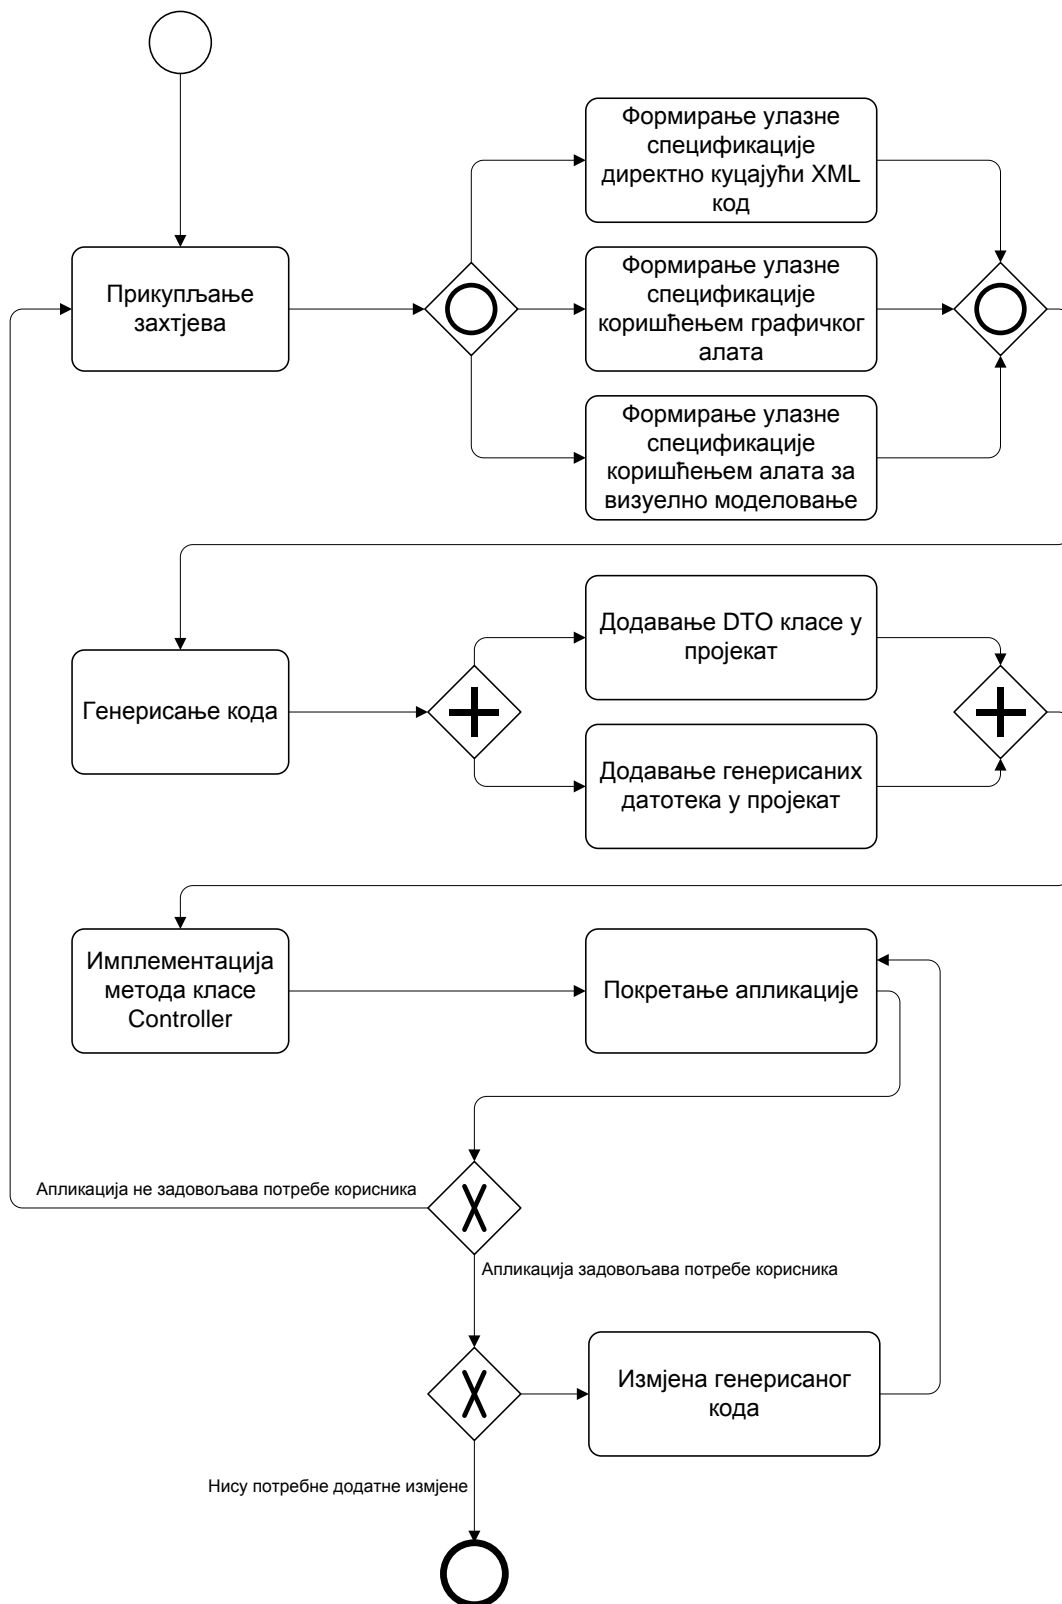 Формирање улазне
спецификације
директно куцајући XML
код
Прикупљање
захтјева
Формирање улазне
спецификације
коришћењем графичког
алата
Формирање улазне
спецификације
коришћењем алата за
визуелно моделовање
Генерисање кода
Додавање DTO класе у
пројекат
Додавање генерисаних
датотека у пројекат
Имплементација
метода класе
Controller
Покретање апликације
Апликација не задовољава потребе корисника
Апликација задовољава потребе корисника
Измјена генерисаног
кода
Нису потребне додатне измјене